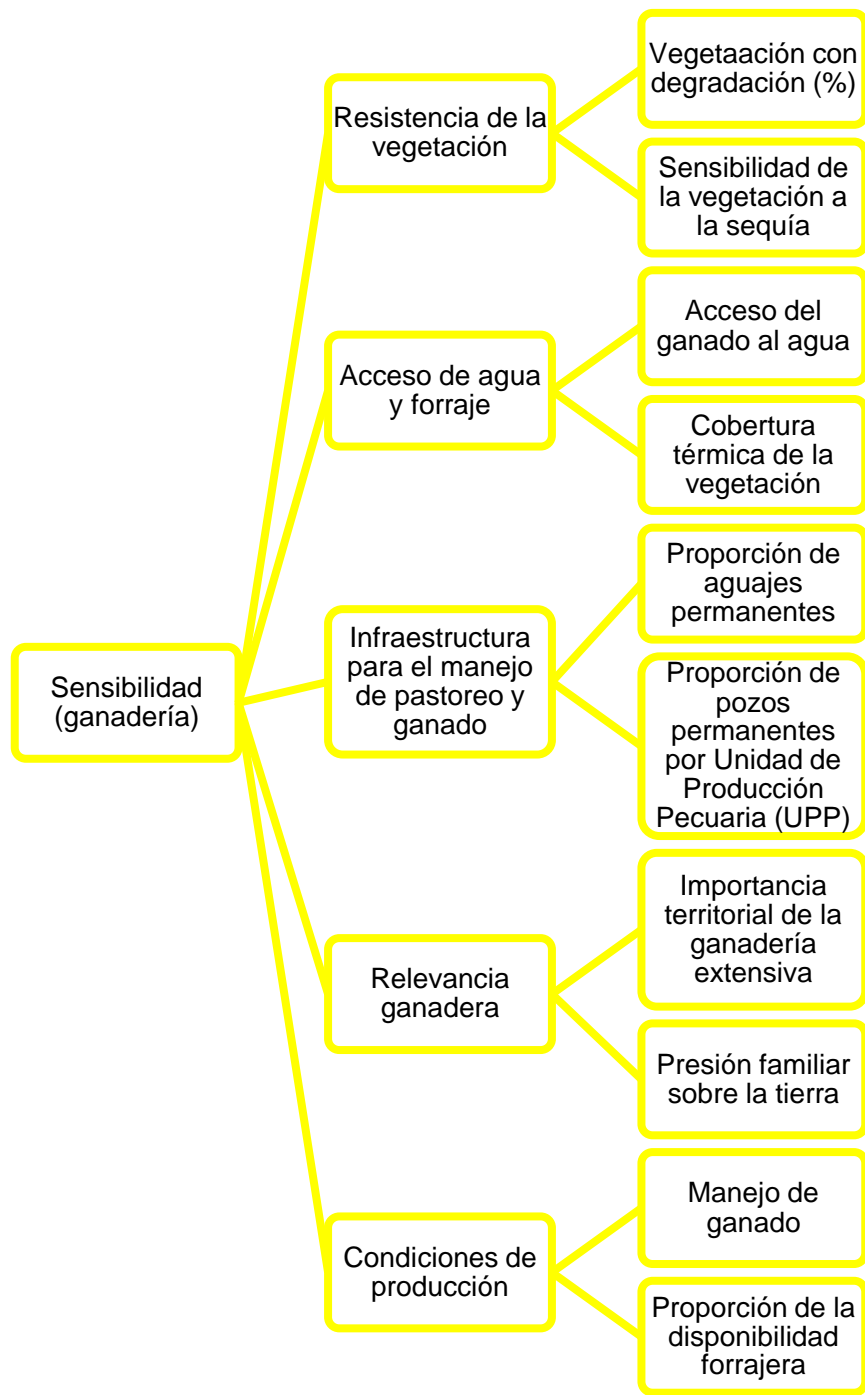 Sensibilidad
(ganadería)
Resistencia de la
vegetación
Vegetaación con
degradación (%)
Sensibilidad de
la vegetación a
la sequía
Acceso de agua
y forraje
Acceso del
ganado al agua
Cobertura
térmica de la
vegetación
Infraestructura
para el manejo
de pastoreo y
ganado
Proporción de
aguajes
permanentes
Proporción de
pozos
permanentes
por Unidad de
Producción
Pecuaria (UPP)
Relevancia
ganadera
Importancia
territorial de la
ganadería
extensiva
Presión familiar
sobre la tierra
Condiciones de
producción
Manejo de
ganado
Proporción de la
disponibilidad
forrajera